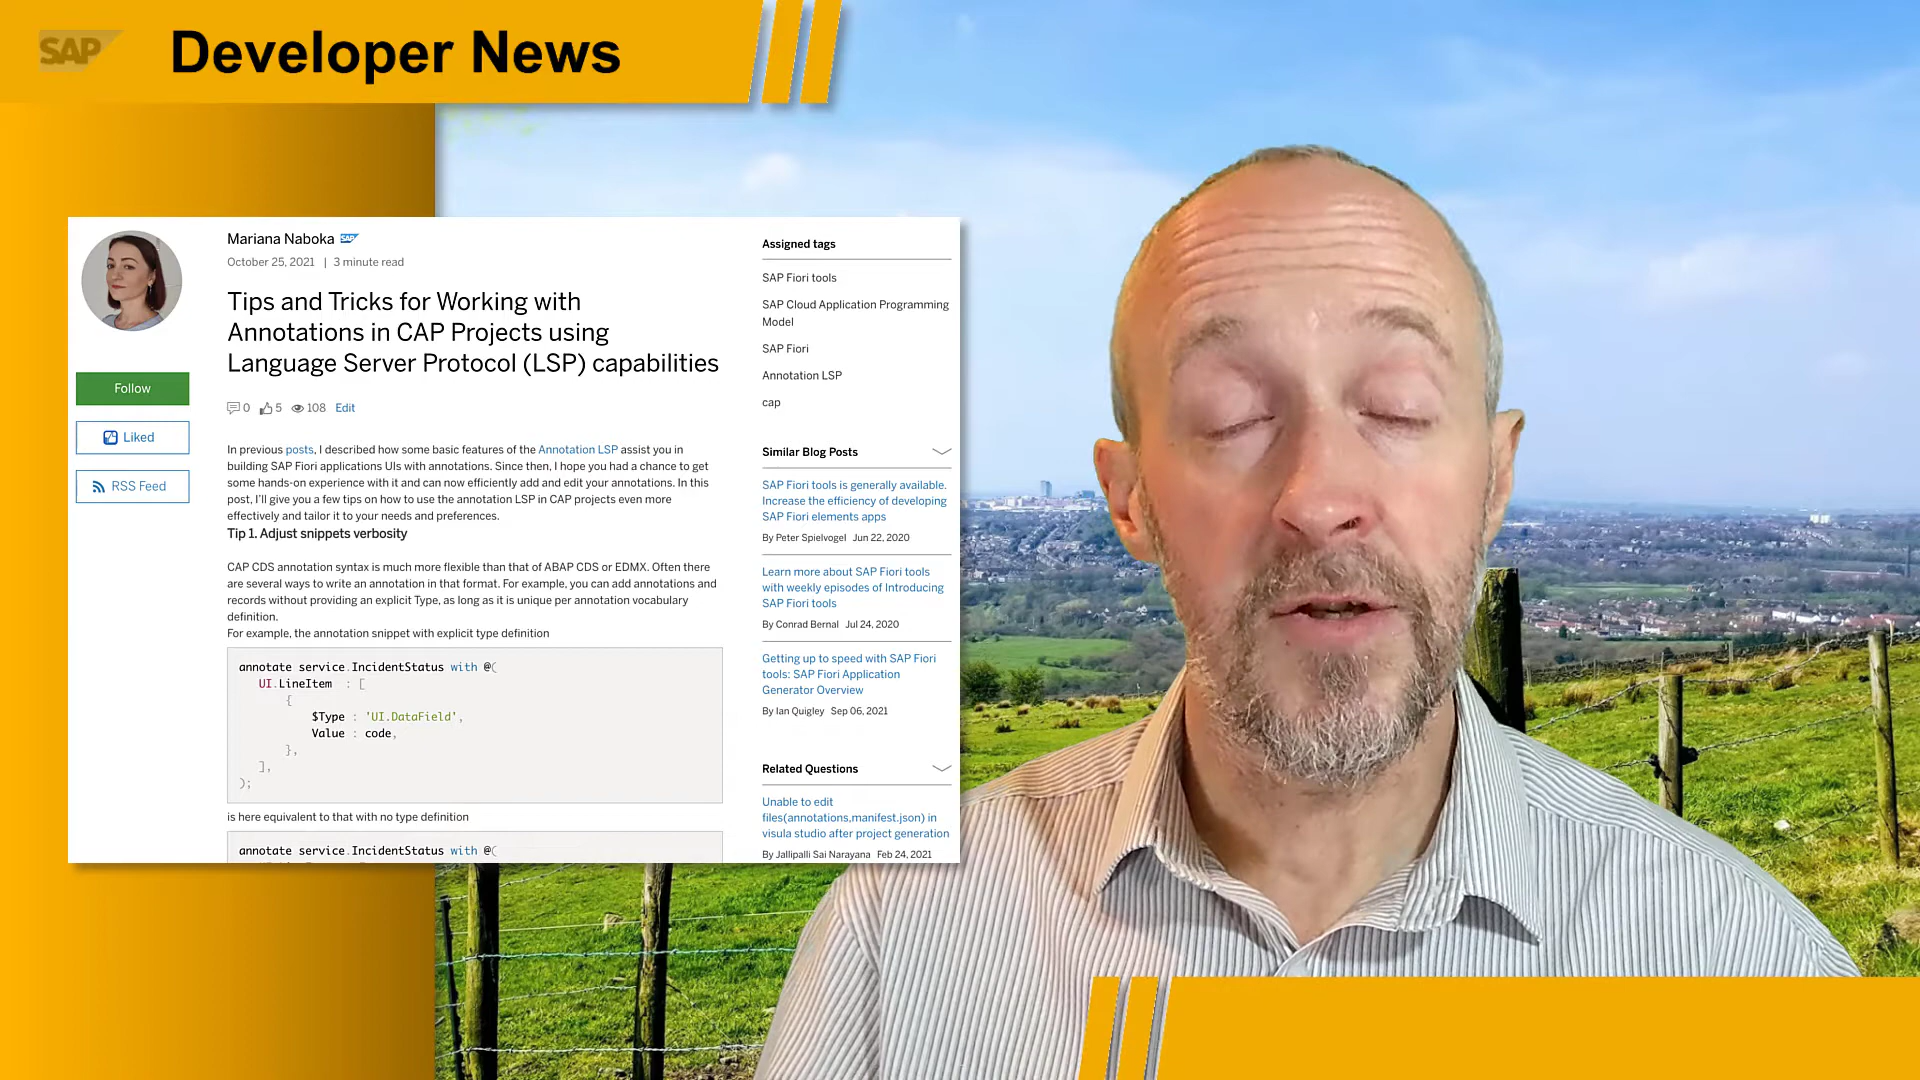 SAP Developer News
Mariana Naboka SAP
October 25, 2021 | 3 minute read
Tips and Tricks for Working with
Annotations in CAP Projects using
Language Server Protocol (LSP) capabilities
0 5 108 Edit
Follow
Liked
RSS Feed
In previous posts, I described how some basic features of the Annotation LSP assist you in
building SAP Fiori applications UIs with annotations. Since then, I hope you had a chance to get
some hands-on experience with it and can now efficiently add and edit your annotations. In this
post, I'll give you a few tips on how to use the annotation LSP in CAP projects even more
effectively and tailor it to your needs and preferences.
Tip 1. Adjust snippets verbosity
CAP CDS annotation syntax is much more flexible than that of ABAP CDS or EDMX. Often there
are several ways to write an annotation in that format. For example, you can add annotations and
records without providing an explicit Type, as long as it is unique per annotation vocabulary
definition.
For example, the annotation snippet with explicit type definition
annotate service.IncidentStatus with @(
UI.LineItem : [
{
$Type : 'UI.DataField',
Value : code,
},
],
);
is here equivalent to that with no type definition
annotate service.IncidentStatus with @(
Assigned tags
SAP Fiori tools
SAP Cloud Application Programming
Model
SAP Fiori
Annotation LSP
cap
Similar Blog Posts
SAP Fiori tools is generally available.
Increase the efficiency of developing
SAP Fiori elements apps
By Peter Spielvogel Jun 22, 2020
Learn more about SAP Fiori tools
with weekly episodes of Introducing
SAP Fiori tools
By Conrad Bernal Jul 24, 2020
Getting up to speed with SAP Fiori
tools: SAP Fiori Application
Generator Overview
By Ian Quigley Sep 06, 2021
Related Questions
Unable to edit
files(annotations,manifest.json) in
visula studio after project generation
By Jallipalli Sai Narayana Feb 24, 2021